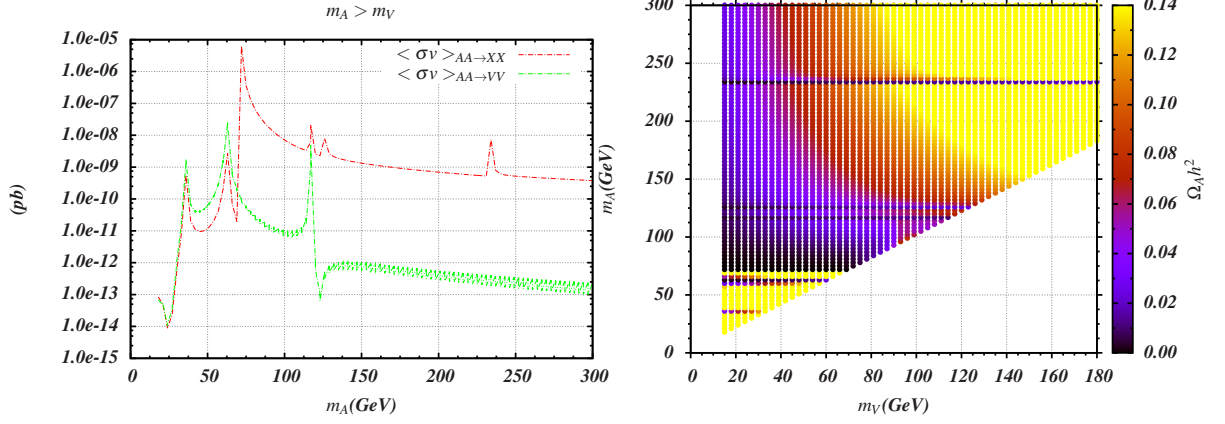 m_A > m_V
< σv >_{AA→XX}
< σv >_{AA→VV}
(pb)
1.0e-05
1.0e-06
1.0e-07
1.0e-08
1.0e-09
1.0e-10
1.0e-11
1.0e-12
1.0e-13
1.0e-14
1.0e-15
0 50 100 150 200 250 300
m_A(GeV)
m_A(GeV)
300
250
200
150
100
50
0
0 20 40 60 80 100 120 140 160 180
m_V(GeV)
0.14
0.12
0.10
0.08
0.06
0.04
0.02
0.00
Ω_A h^2